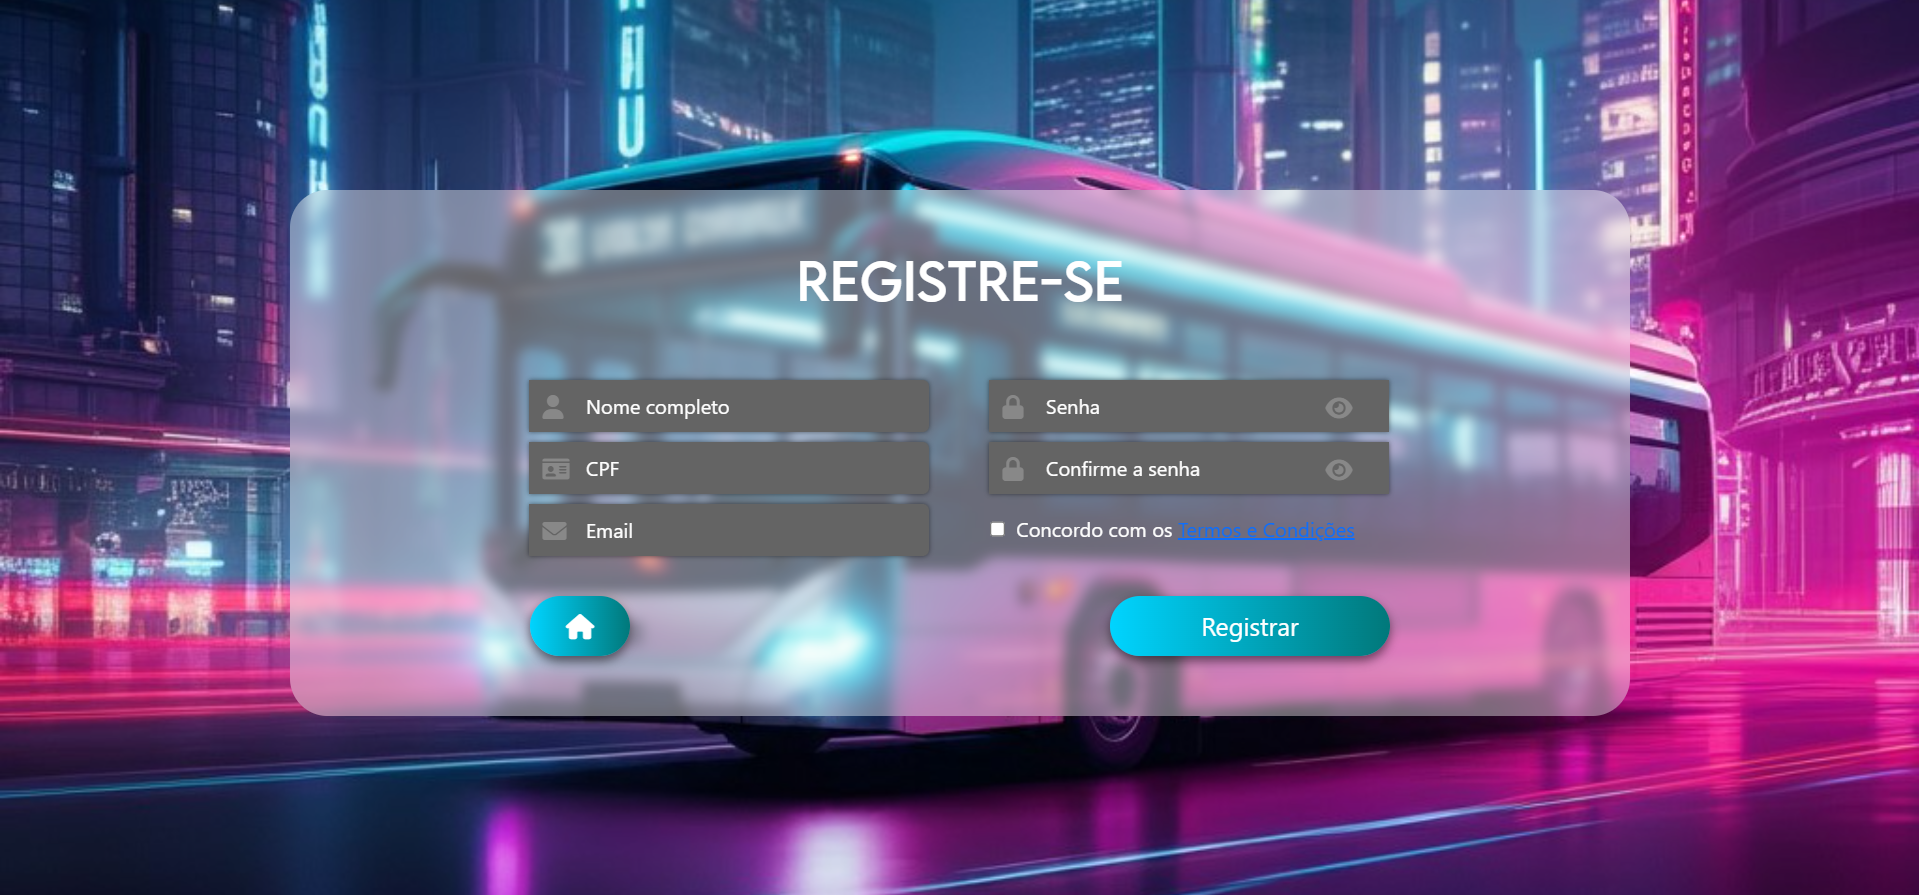 REGISTRE-SE
Nome completo
CPF
Email
Senha
Confirme a senha
Concordo com os Termos e Condições
Registrar